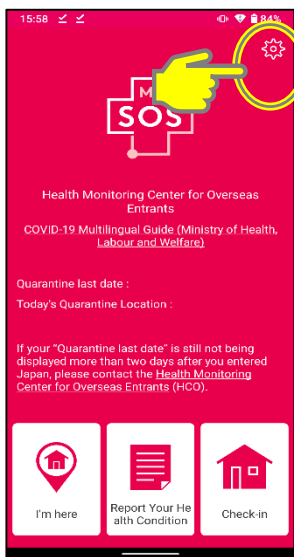 15:58
84%
M
SOS
Health Monitoring Center for Overseas
Entrants
COVID-19 Multilingual Guide (Ministry of Health,
Labour and Welfare)
Quarantine last date :
Today's Quarantine Location :
If your "Quarantine last date" is still not being
displayed more than two days after you entered
Japan, please contact the Health Monitoring
Center for Overseas Entrants (HCO).
I'm here
Report Your He
alth Condition
Check-in